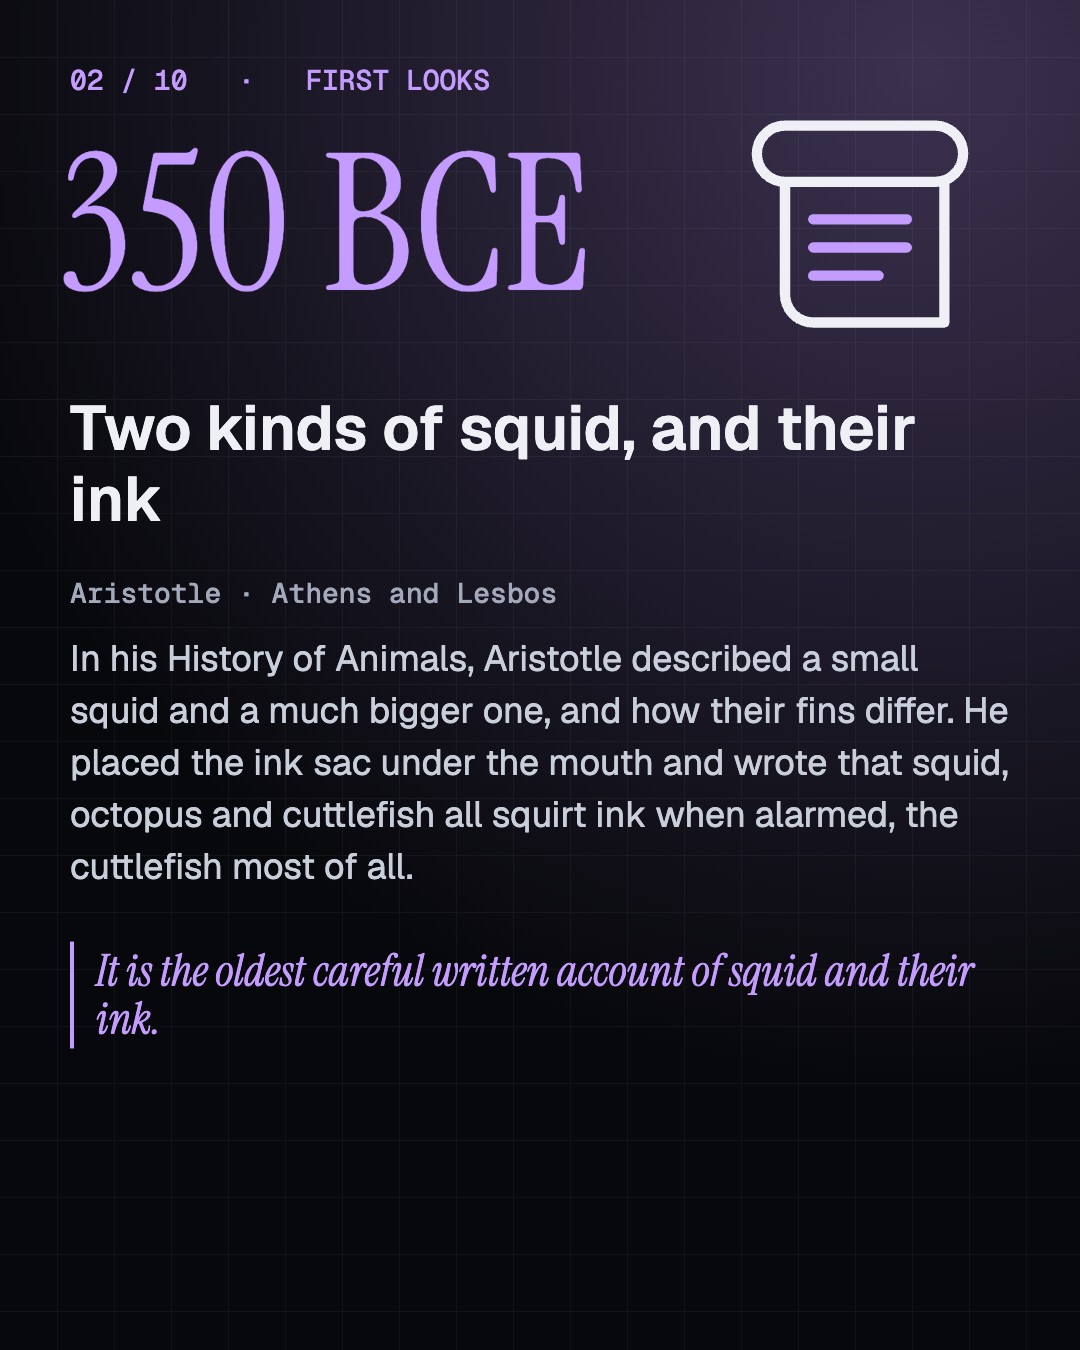 02 / 10 · FIRST LOOKS
350 BCE
Two kinds of squid, and their
ink
Aristotle · Athens and Lesbos
In his History of Animals, Aristotle described a small
squid and a much bigger one, and how their fins differ. He
placed the ink sac under the mouth and wrote that squid,
octopus and cuttlefish all squirt ink when alarmed, the
cuttlefish most of all.
It is the oldest careful written account of squid and their
ink.